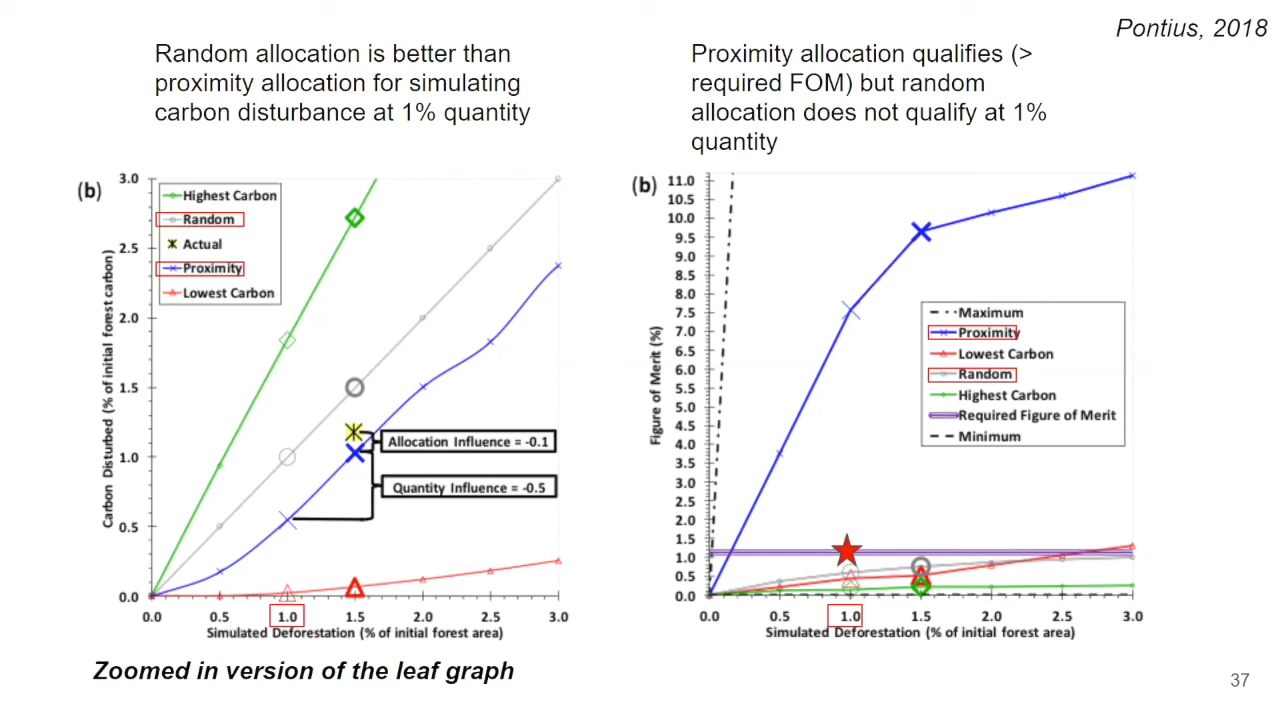 Pontius, 2018
Random allocation is better than
proximity allocation for simulating
carbon disturbance at 1% quantity
Proximity allocation qualifies (>
required FOM) but random
allocation does not qualify at 1%
quantity
(b)
Carbon Disturbed (% of initial forest carbon)
3.0
2.5
2.0
1.5
1.0
0.5
0.0
Highest Carbon
Random
Actual
Proximity
Lowest Carbon
Allocation Influence = -0.1
Quantity Influence = -0.5
0.0 0.5 1.0 1.5 2.0 2.5 3.0
Simulated Deforestation (% of initial forest area)
(b)
Figure of Merit (%)
11.0
10.5
10.0
9.5
9.0
8.5
8.0
7.5
7.0
6.5
6.0
5.5
5.0
4.5
4.0
3.5
3.0
2.5
2.0
1.5
1.0
0.5
0.0
Maximum
Proximity
Lowest Carbon
Random
Highest Carbon
Required Figure of Merit
Minimum
0.0 0.5 1.0 1.5 2.0 2.5 3.0
Simulated Deforestation (% of initial forest area)
Zoomed in version of the leaf graph
37